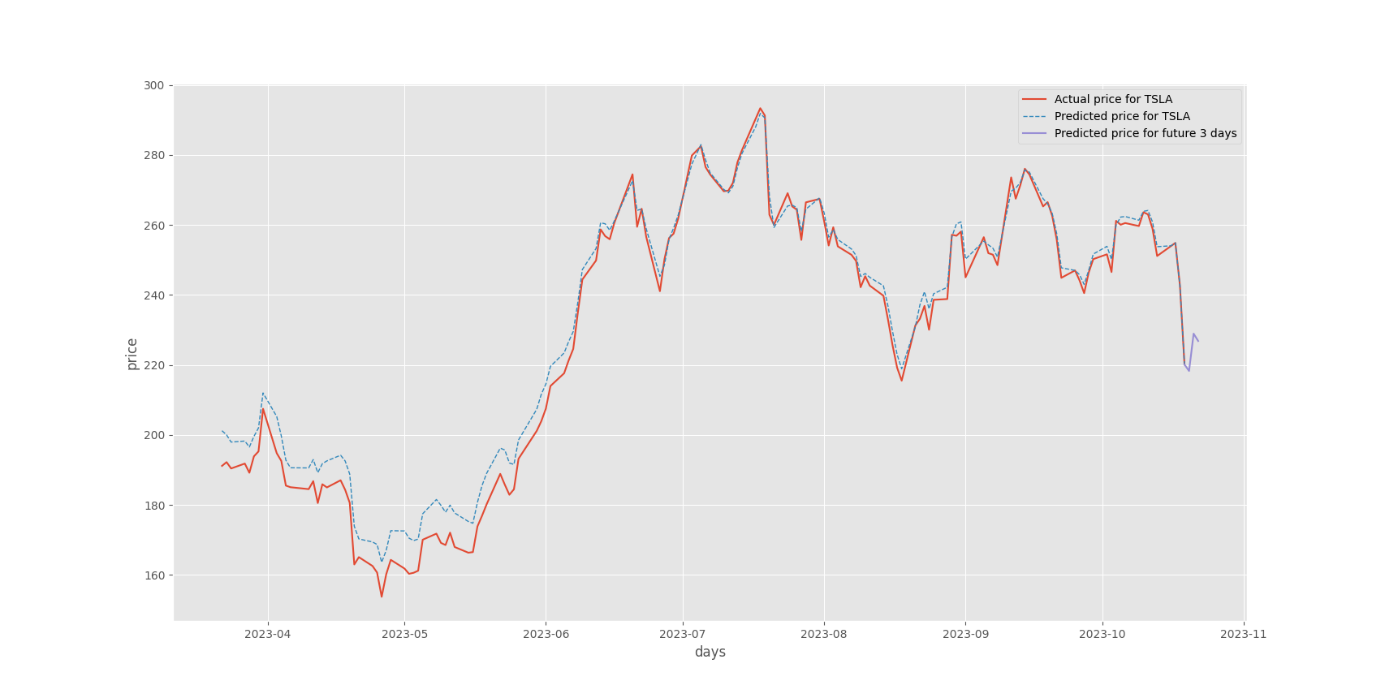 300
280
260
240
220
200
180
160
price
Actual price for TSLA
Predicted price for TSLA
Predicted price for future 3 days
2023-04 2023-05 2023-06 2023-07 2023-08 2023-09 2023-10 2023-11
days